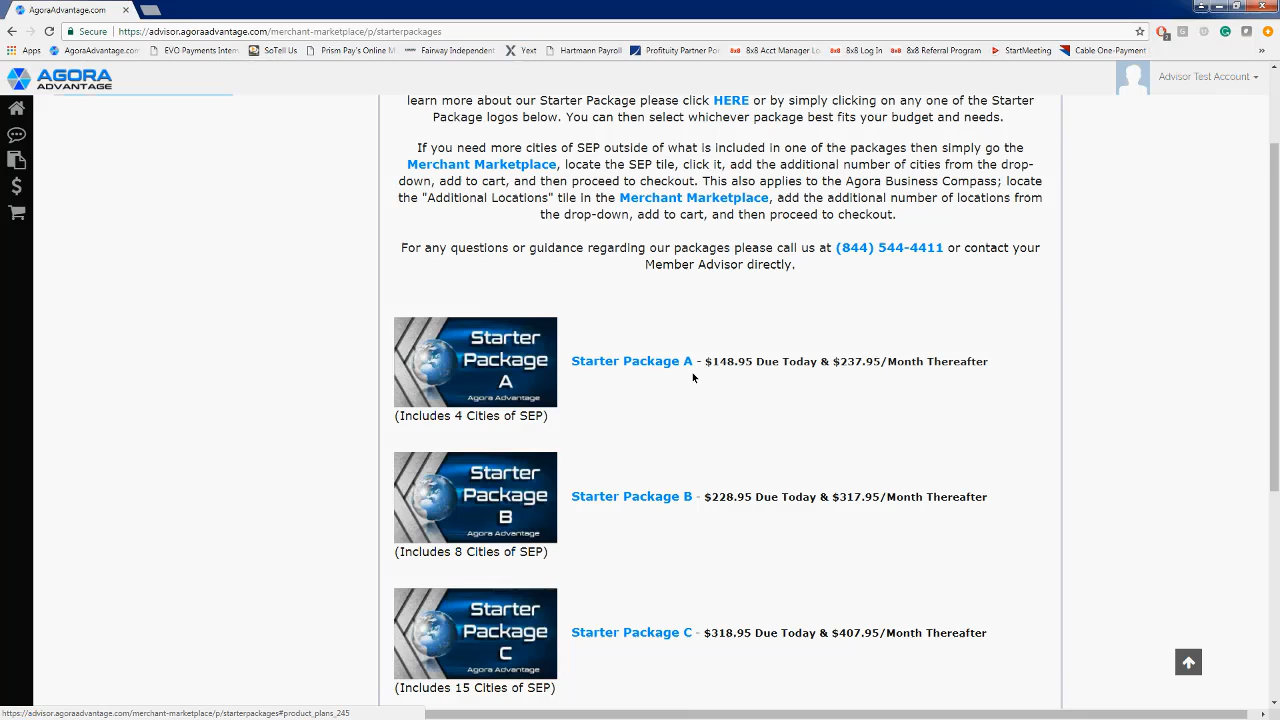 AgoraAdvantage.com
Secure
https://advisor.agoraadvantage.com/merchant-marketplace/p/starterpackages
Apps AgoraAdvantage.com EVO Payments Intern SoTellUs Prism Pay's Online M Fairway Independent Yext Hartmann Payroll Profituity Partner 8x8 Acct Manager Lo 8x8 Log In 8x8 Referral Program StartMeeting Cable One-Payment
AGORA
ADVANTAGE
Advisor Test Account
learn more about our Starter Package please click HERE or by simply clicking on any one of the Starter
Package logos below. You can then select whichever package best fits your budget and needs.
If you need more cities of SEP outside of what is included in one of the packages then simply go the
Merchant Marketplace, locate the SEP tile, click it, add the additional number of cities from the drop-
down, add to cart, and then proceed to checkout. This also applies to the Agora Business Compass; locate
the "Additional Locations" tile in the Merchant Marketplace, add the additional number of locations from
the drop-down, add to cart, and then proceed to checkout.
For any questions or guidance regarding our packages please call us at (844) 544-4411 or contact your
Member Advisor directly.
Starter
Package
A
Agora Advantage
Starter Package A - $148.95 Due Today & $237.95/Month Thereafter
(Includes 4 Cities of SEP)
Starter
Package
B
Agora Advantage
Starter Package B - $228.95 Due Today & $317.95/Month Thereafter
(Includes 8 Cities of SEP)
Starter
Package
C
Agora Advantage
Starter Package C - $318.95 Due Today & $407.95/Month Thereafter
(Includes 15 Cities of SEP)
https://advisor.agoraadvantage.com/merchant-marketplace/p/starterpackages#product_plans_245